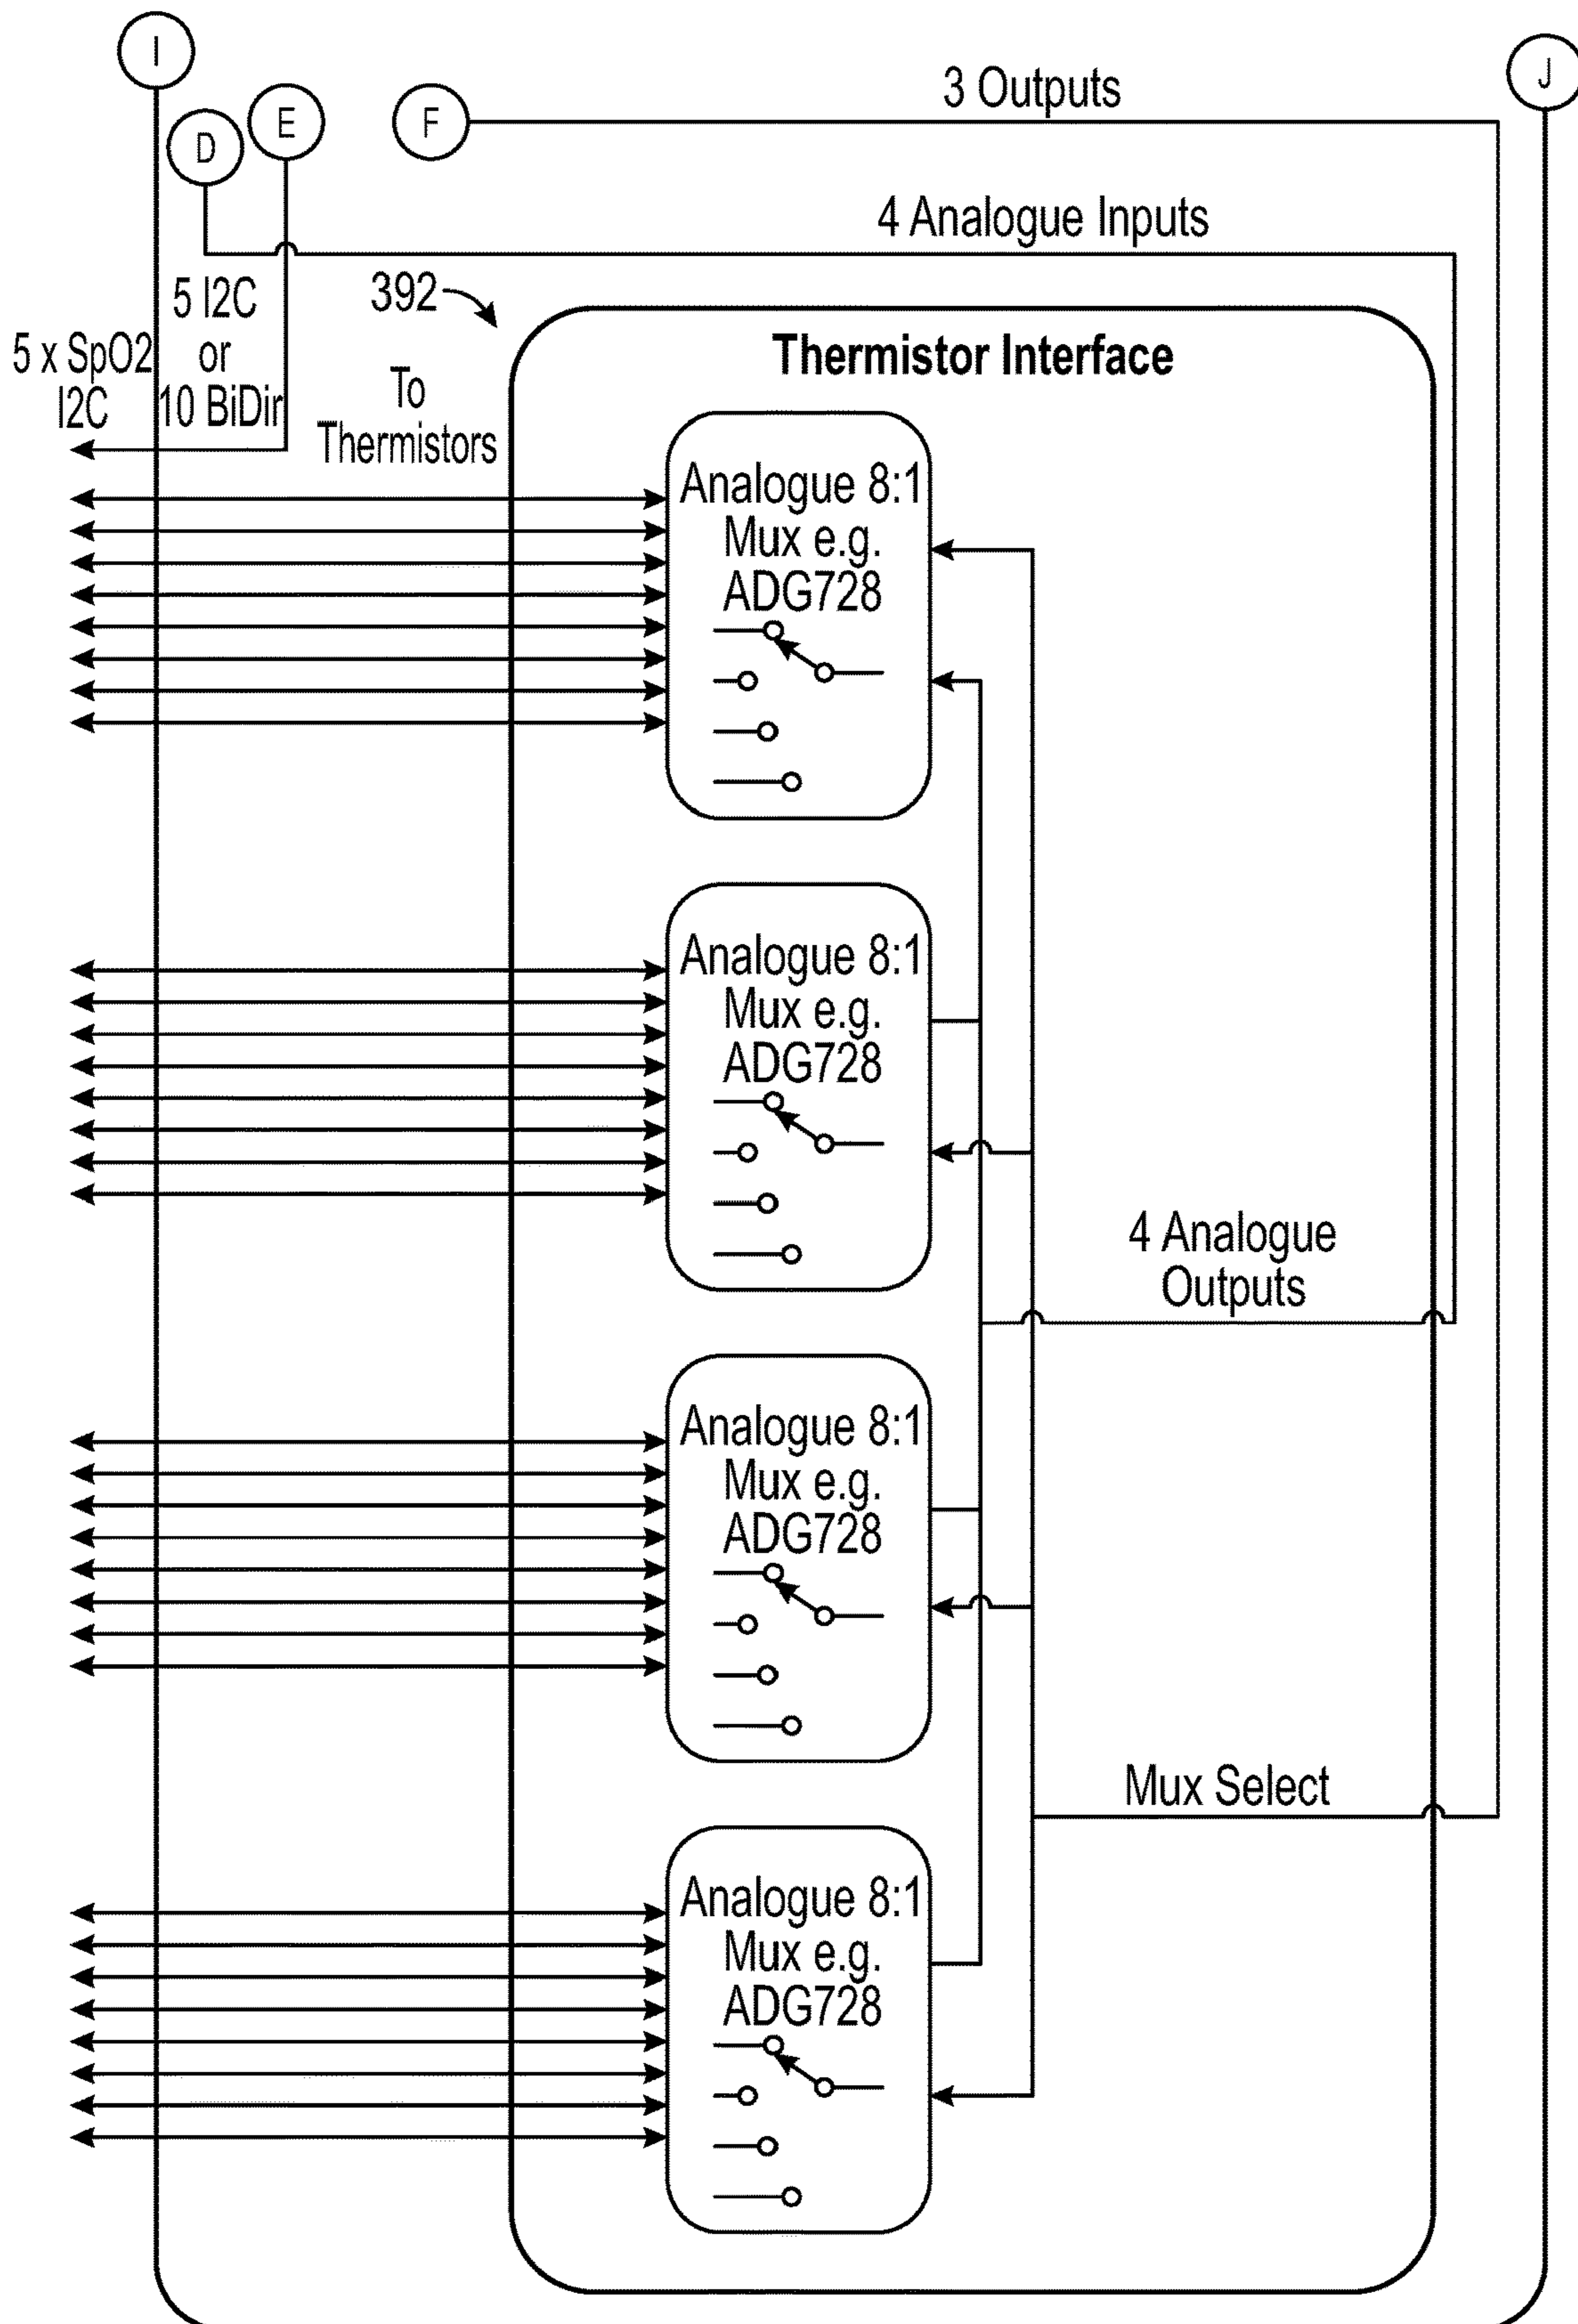 I
J
D
E
F
3 Outputs
4 Analogue Inputs
5 x SpO2
I2C
5 I2C
or
10 BiDir
392
To
Thermistors
Thermistor Interface
Analogue 8:1
Mux e.g.
ADG728
Analogue 8:1
Mux e.g.
ADG728
4 Analogue
Outputs
Analogue 8:1
Mux e.g.
ADG728
Mux Select
Analogue 8:1
Mux e.g.
ADG728